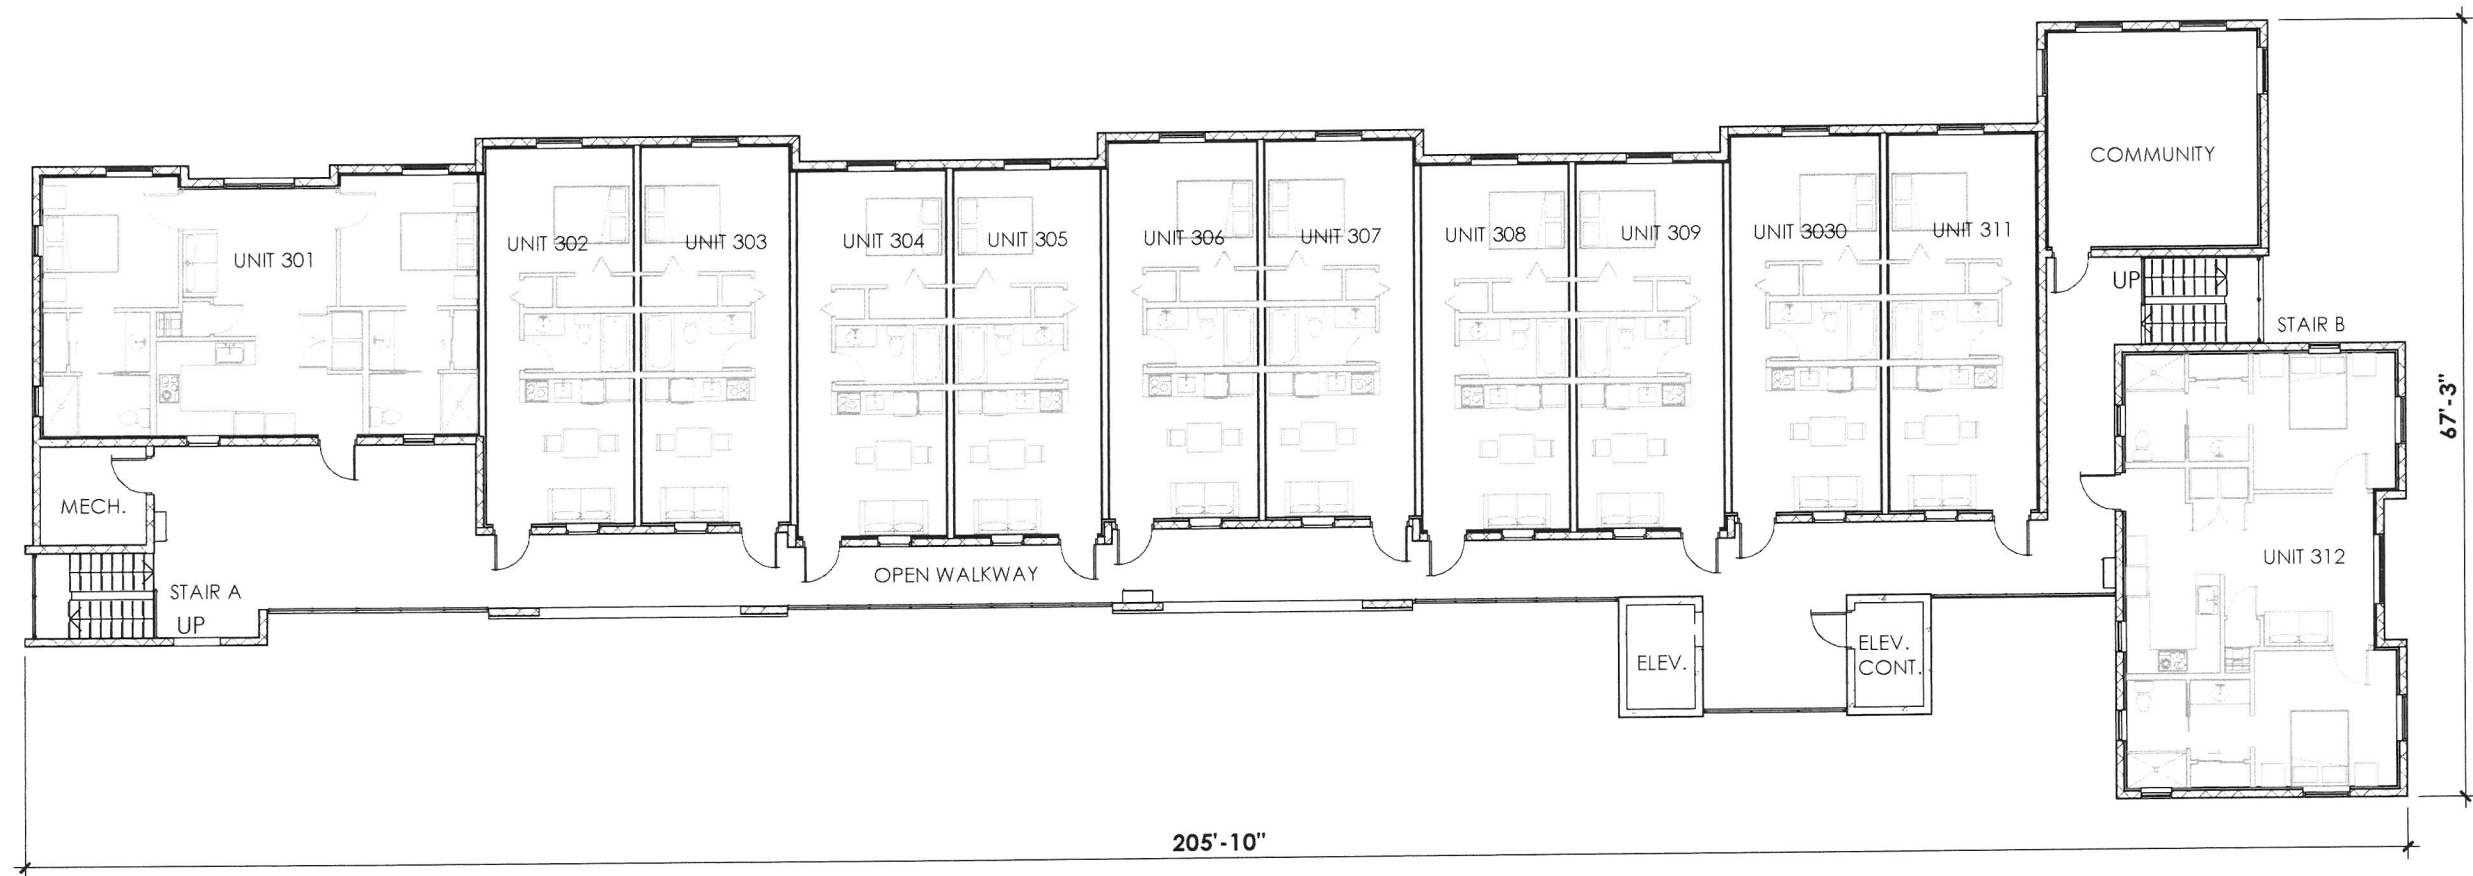 COMMUNITY
UNIT 301
UNIT 302
UNIT 303
UNIT 304
UNIT 305
UNIT 306
UNIT 307
UNIT 308
UNIT 309
UNIT 3030
UNIT 311
UP
STAIR B
67'-3"
MECH.
STAIR A
UP
OPEN WALKWAY
ELEV.
ELEV.
CONT.
UNIT 312
205'-10"